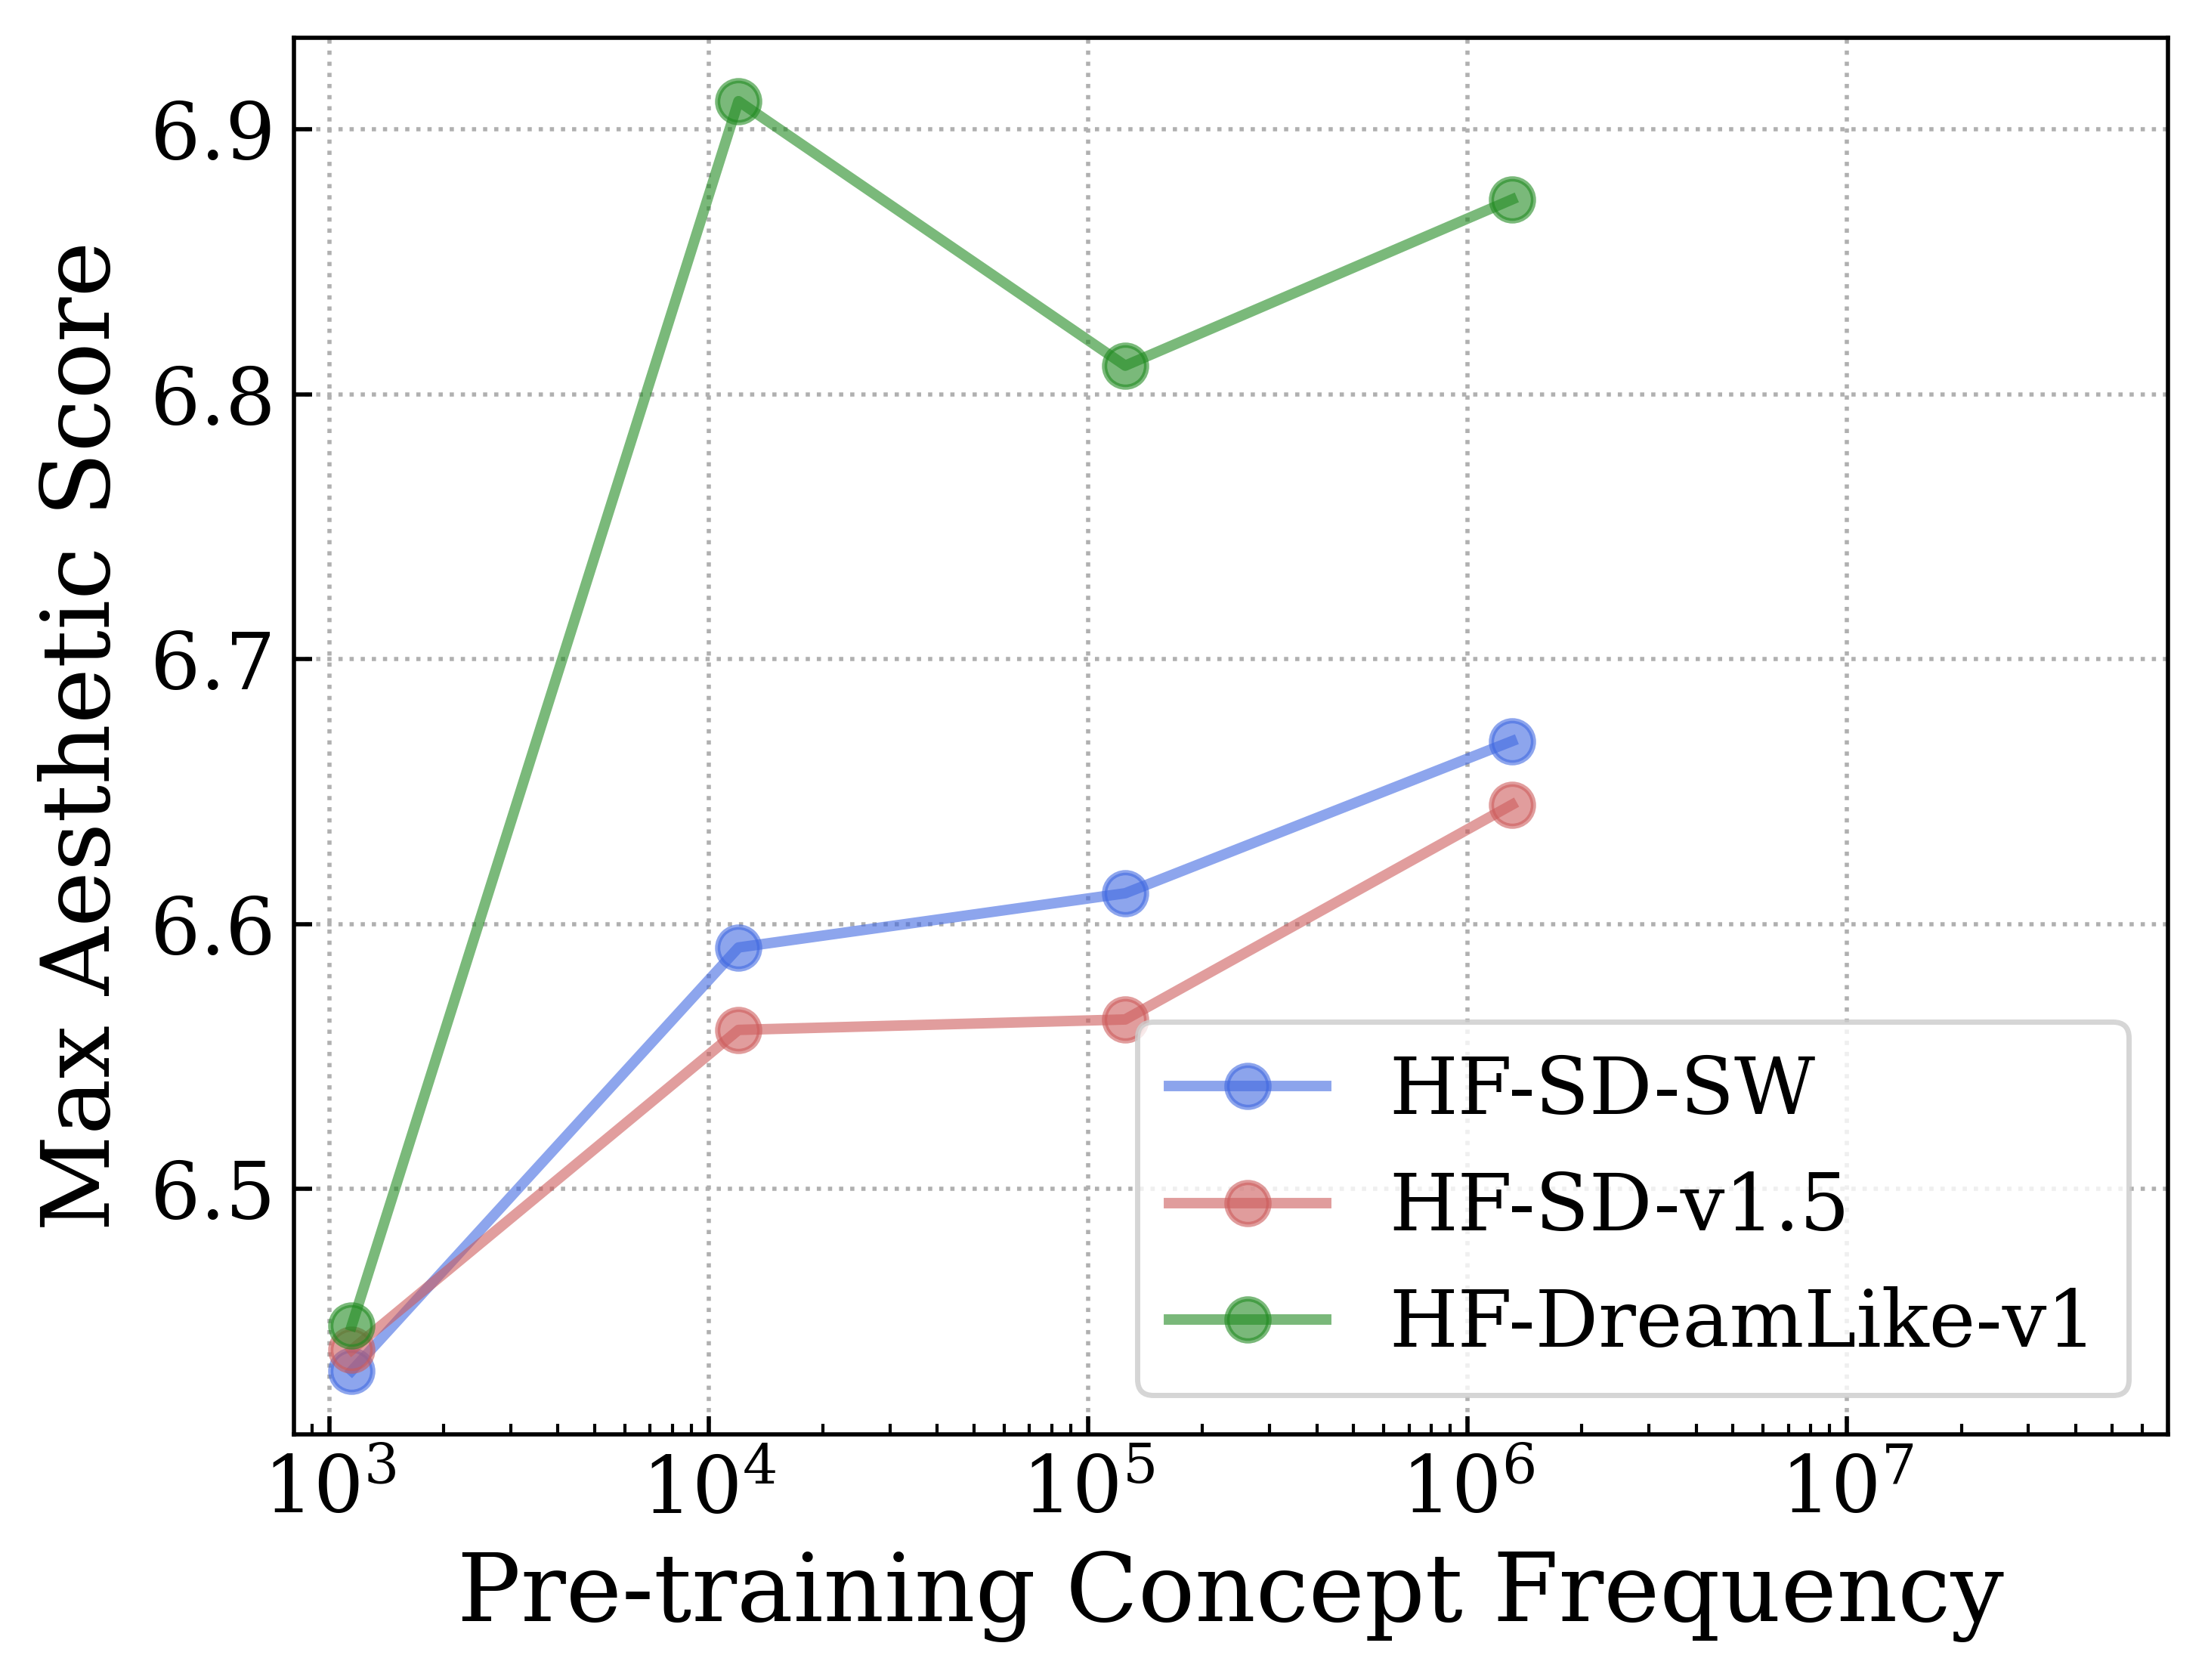 Max Aesthetic Score
6.9
6.8
6.7
6.6
6.5
HF-SD-SW
HF-SD-v1.5
HF-DreamLike-v1
10³ 10⁴ 10⁵ 10⁶ 10⁷
Pre-training Concept Frequency